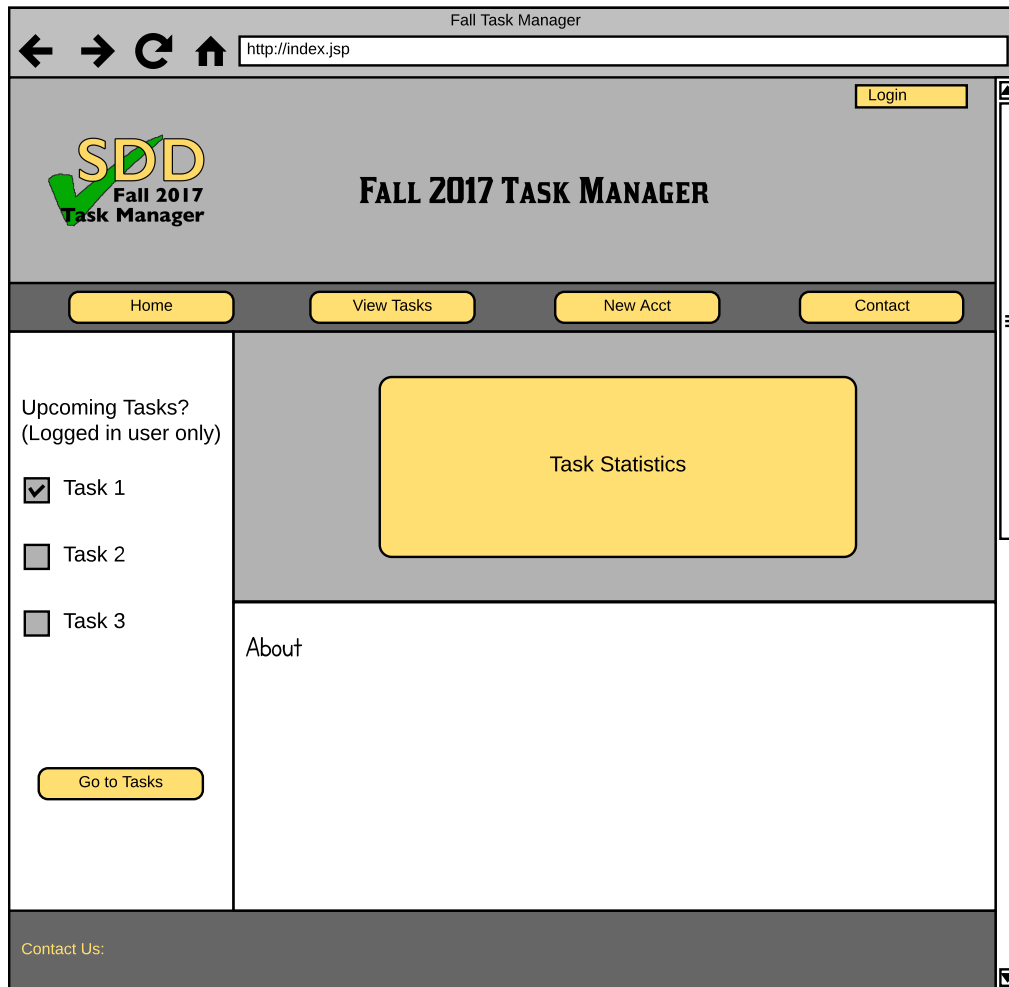 Fall Task Manager
http://index.jsp
Login
SDD
Fall 2017
Task Manager
Fall 2017 Task Manager
Home
View Tasks
New Acct
Contact
Upcoming Tasks?
(Logged in user only)
Task 1
Task 2
Task 3
Go to Tasks
Task Statistics
About
Contact Us: